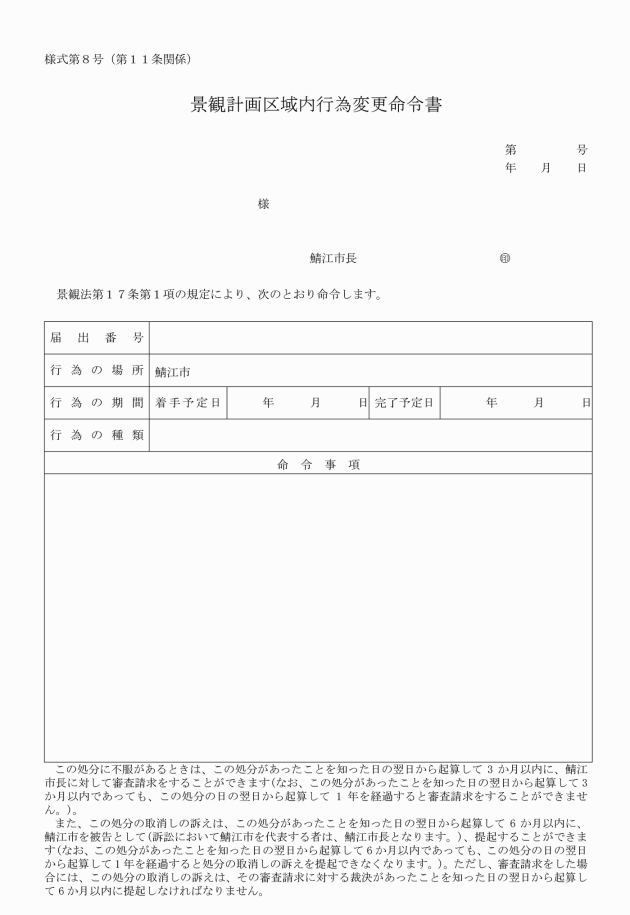 様式第８号（第１１条関係）
景観計画区域内行為変更命令書
第　　　　　号
年　　月　　日
様
鯖江市長　　　　　　　　　　　　㊞
景観法第１７条第１項の規定により、次のとおり命令します。
届出番号
行為の場所　鯖江市
行為の期間　着手予定日　　年　　月　　日　完了予定日　　年　　月　　日
行為の種類
命　令　事　項
この処分に不服があるときは、この処分があったことを知った日の翌日から起算して 3 か月以内に、鯖江
市長に対して審査請求をすることができます(なお、この処分があったことを知った日の翌日から起算して 3
か月以内であっても、この処分の日の翌日から起算して 1 年を経過すると審査請求をすることができませ
ん。)。
また、この処分の取消しの訴えは、この処分があったことを知った日の翌日から起算して 6 か月以内に、
鯖江市を被告として(訴訟において鯖江市を代表する者は、鯖江市長となります。)、提起することができま
す(なお、この処分があったことを知った日の翌日から起算して 6 か月以内であっても、この処分の日の翌日
から起算して 1 年を経過すると処分の取消しの訴えを提起できなくなります。)。ただし、審査請求をした場
合には、この処分の取消しの訴えは、その審査請求に対する裁決があったことを知った日の翌日から起算し
て 6 か月以内に提起しなければなりません。